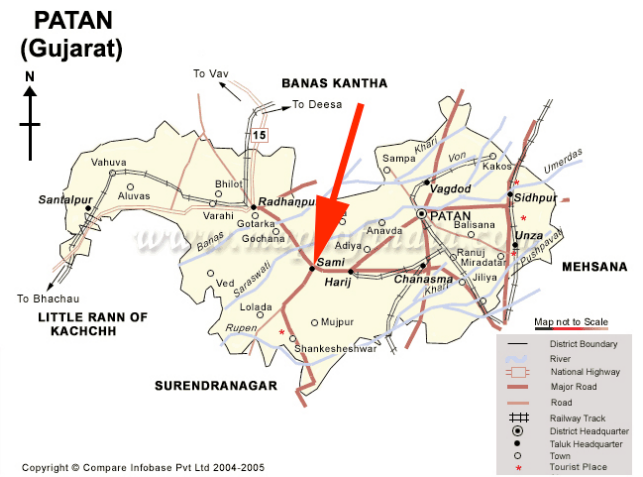 PATAN
(Gujarat)
N
To Vav
BANAS KANTHA
To Deesa
15
Khari
Von
Umerdas
Sampa
Kakos
Vahuva
Bhilot
Vagdod
Aluvas
Santalpur
Radhanpur
Sidhpur
Varahi
Gotarka
PATAN
Gochana
Anavda
Balisana
Unza
Banas
Adiya
Ranuj
Miradatar
Pushpavati
Sami
Saraswati
Harij
Chanasma
Khari
Jiliya
MEHSANA
Ved
To Bhachau
LITTLE RANN OF
KACHCHH
Lolada
Rupen
Mujpur
Shankesheshwar
SURENDRANAGAR
Map not to Scale
District Boundary
River
National Highway
Major Road
Road
Railway Track
District Headquarter
Taluk Headquarter
Town
Tourist Place
Copyright © Compare Infobase Pvt Ltd 2004-2005